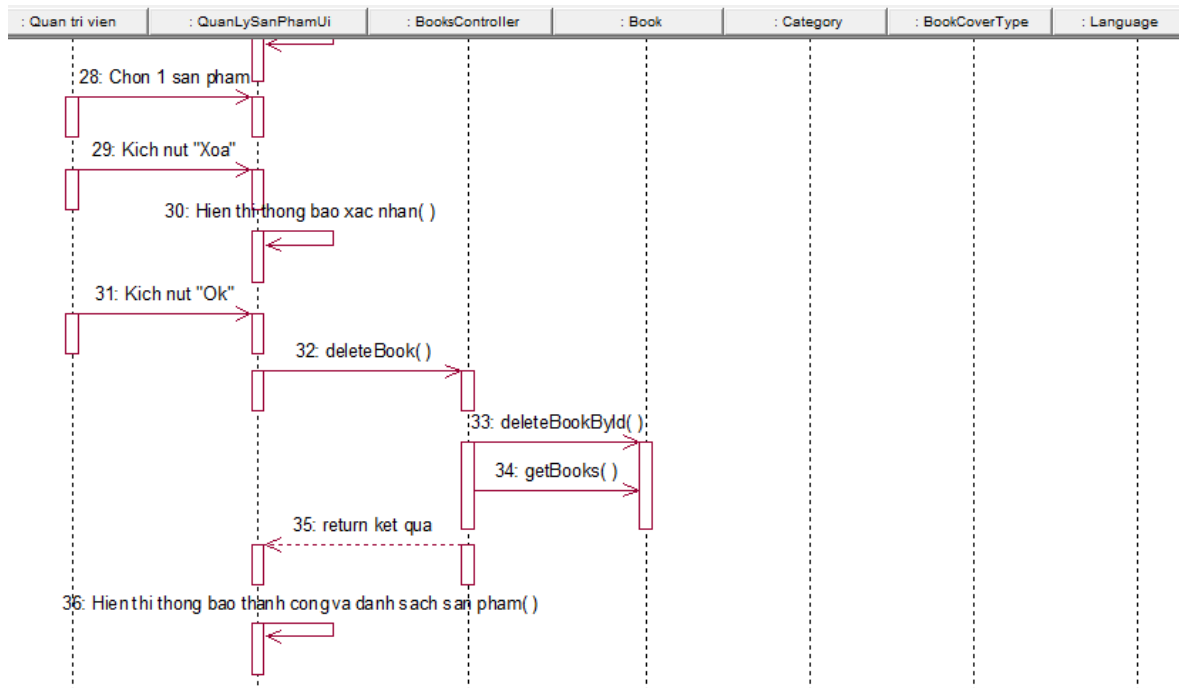 : Quan tri vien
: QuanLySanPhamUi
: BooksController
: Book
: Category
: BookCoverType
: Language
28: Chon 1 san pham
29: Kich nut "Xoa"
30: Hien thi thong bao xac nhan( )
31: Kich nut "Ok"
32: deleteBook( )
33: deleteBookById( )
34: getBooks( )
35: return ket qua
36: Hien thi thong bao thanh cong va danh sach san pham( )